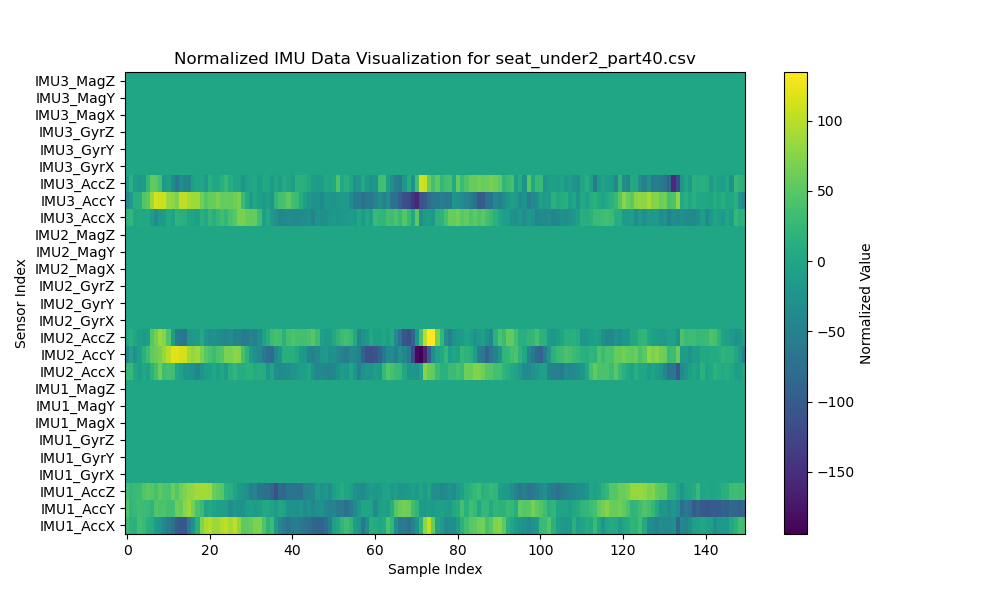 Normalized IMU Data Visualization for seat_under2_part40.csv
IMU3_MagZ
IMU3_MagY
IMU3_MagX
IMU3_GyrZ
IMU3_GyrY
IMU3_GyrX
IMU3_AccZ
IMU3_AccY
IMU3_AccX
IMU2_MagZ
IMU2_MagY
IMU2_MagX
IMU2_GyrZ
IMU2_GyrY
IMU2_GyrX
IMU2_AccZ
IMU2_AccY
IMU2_AccX
IMU1_MagZ
IMU1_MagY
IMU1_MagX
IMU1_GyrZ
IMU1_GyrY
IMU1_GyrX
IMU1_AccZ
IMU1_AccY
IMU1_AccX
Sensor Index
0 20 40 60 80 100 120 140
Sample Index
100
50
0
−50
−100
−150
Normalized Value